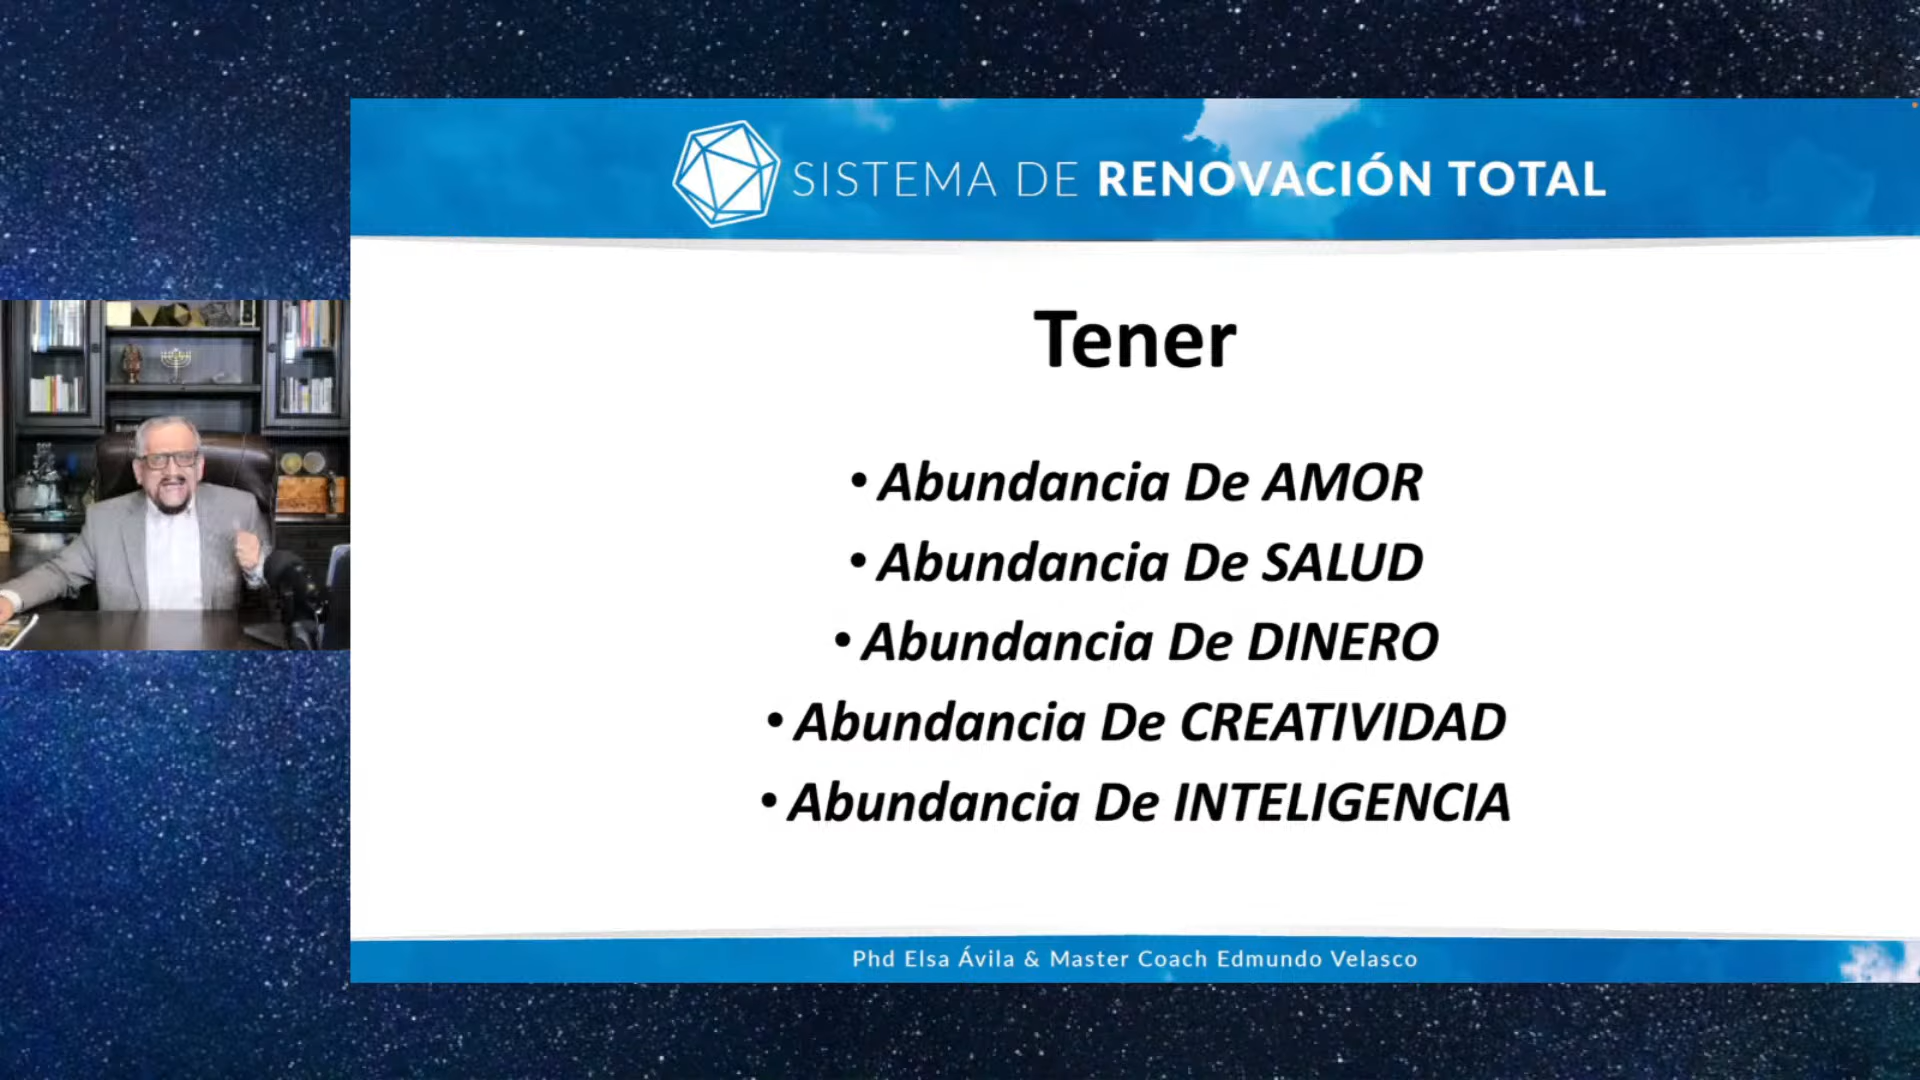 SISTEMA DE RENOVACIÓN TOTAL
Tener
• Abundancia De AMOR
• Abundancia De SALUD
• Abundancia De DINERO
• Abundancia De CREATIVIDAD
• Abundancia De INTELIGENCIA
Phd Elsa Ávila & Master Coach Edmundo Velasco